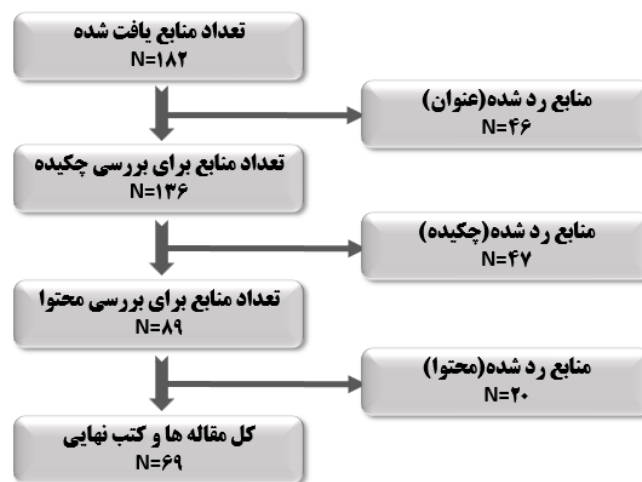 تعداد منابع یافت شده
N=۱۸۲
منابع رد شده(عنوان)
N=۴۶
تعداد منابع برای بررسی چکیده
N=۱۳۶
منابع رد شده(چکیده)
N=۴۷
تعداد منابع برای بررسی محتوا
N=۸۹
منابع رد شده(محتوا)
N=۲۰
کل مقاله ها و کتب نهایی
N=۶۹